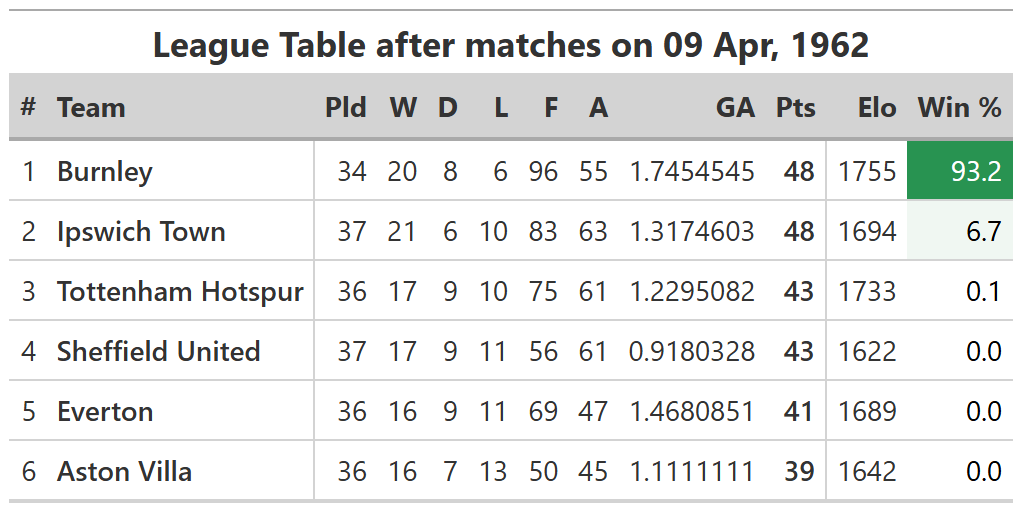 League Table after matches on 09 Apr, 1962
# Team Pld W D L F A GA Pts Elo Win %
1 Burnley 34 20 8 6 96 55 1.7454545 48 1755 93.2
2 Ipswich Town 37 21 6 10 83 63 1.3174603 48 1694 6.7
3 Tottenham Hotspur 36 17 9 10 75 61 1.2295082 43 1733 0.1
4 Sheffield United 37 17 9 11 56 61 0.9180328 43 1622 0.0
5 Everton 36 16 9 11 69 47 1.4680851 41 1689 0.0
6 Aston Villa 36 16 7 13 50 45 1.1111111 39 1642 0.0